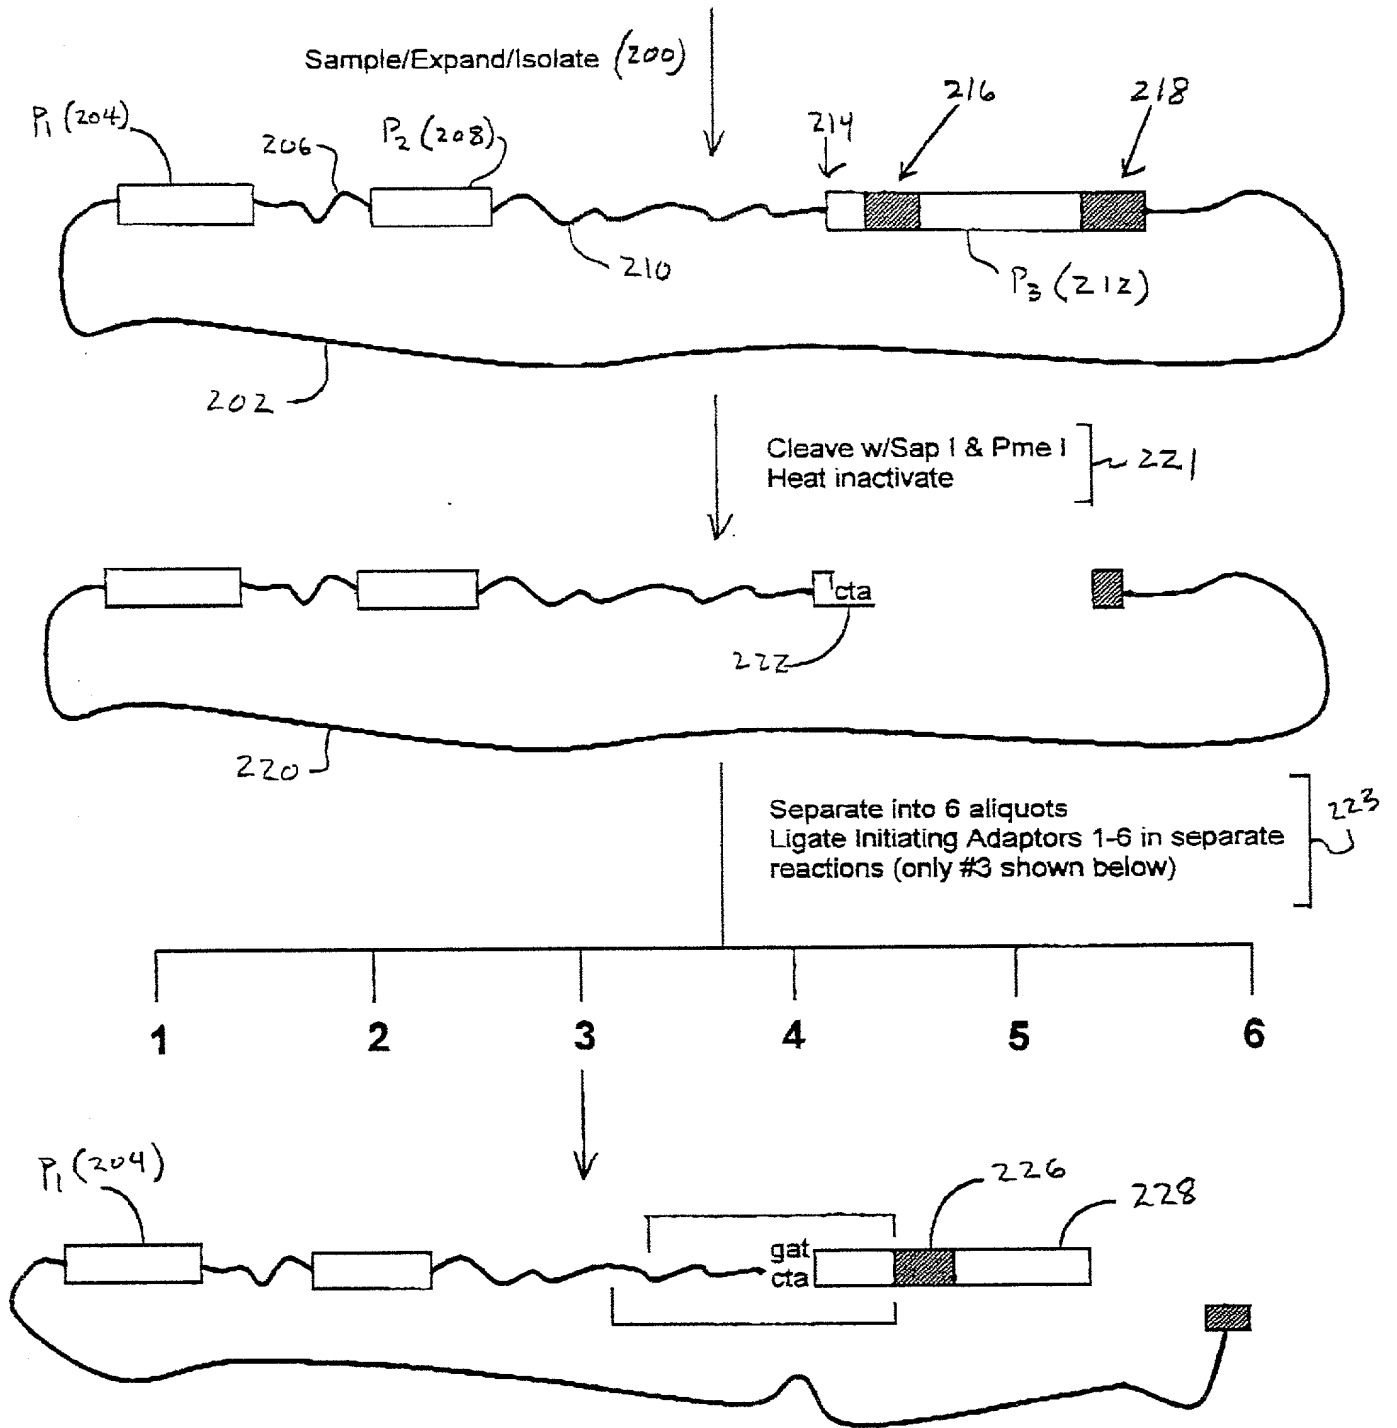 Sample/Expand/Isolate (200)
P1 (204)
206
P2 (208)
214
216
218
210
P3 (212)
202
Cleave w/Sap I & Pme I
Heat inactivate
221
cta
222
220
Separate into 6 aliquots
Ligate Initiating Adaptors 1-6 in separate
reactions (only #3 shown below)
223
1 2 3 4 5 6
P1 (204)
226
228
gat
cta